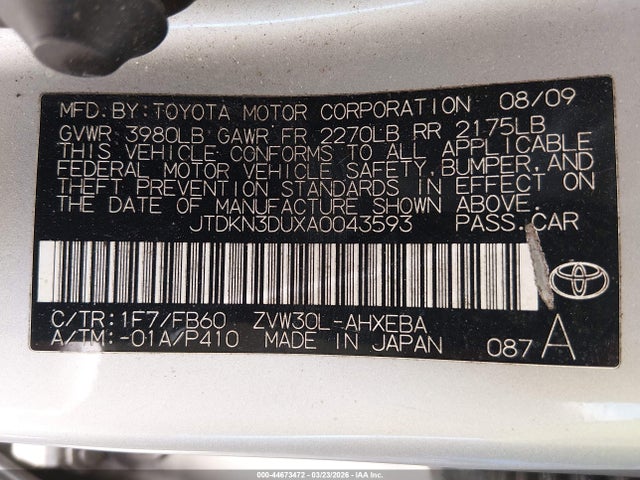 MFD.BY:TOYOTA MOTOR CORPORATION 08/09
GVWR 3980LB GAWR FR 2270LB RR 2175LB
THIS VEHICLE CONFORMS TO ALL APPLICABLE
FEDERAL MOTOR VEHICLE SAFETY, BUMPER, AND
THEFT PREVENTION STANDARDS IN EFFECT ON
THE DATE OF MANUFACTURE SHOWN ABOVE.
JTDKN3DUXA0043593 PASS.CAR
C/TR:1F7/FB60 ZVW30L-AHXEBA
A/TM:-01A/P410 MADE IN JAPAN 087 A
000-44673472 | 03/23/2026 | IAAI.COM